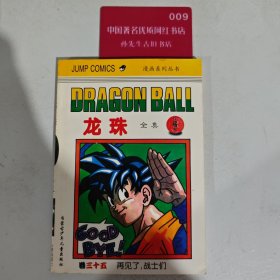 009
中国著名优质网红书店
孙先生古旧书店
JUMP COMICS
漫画系列丛书
DRAGON BALL
龙珠
全集
GOOD
BYE!
卷三十五
再见了,战士们